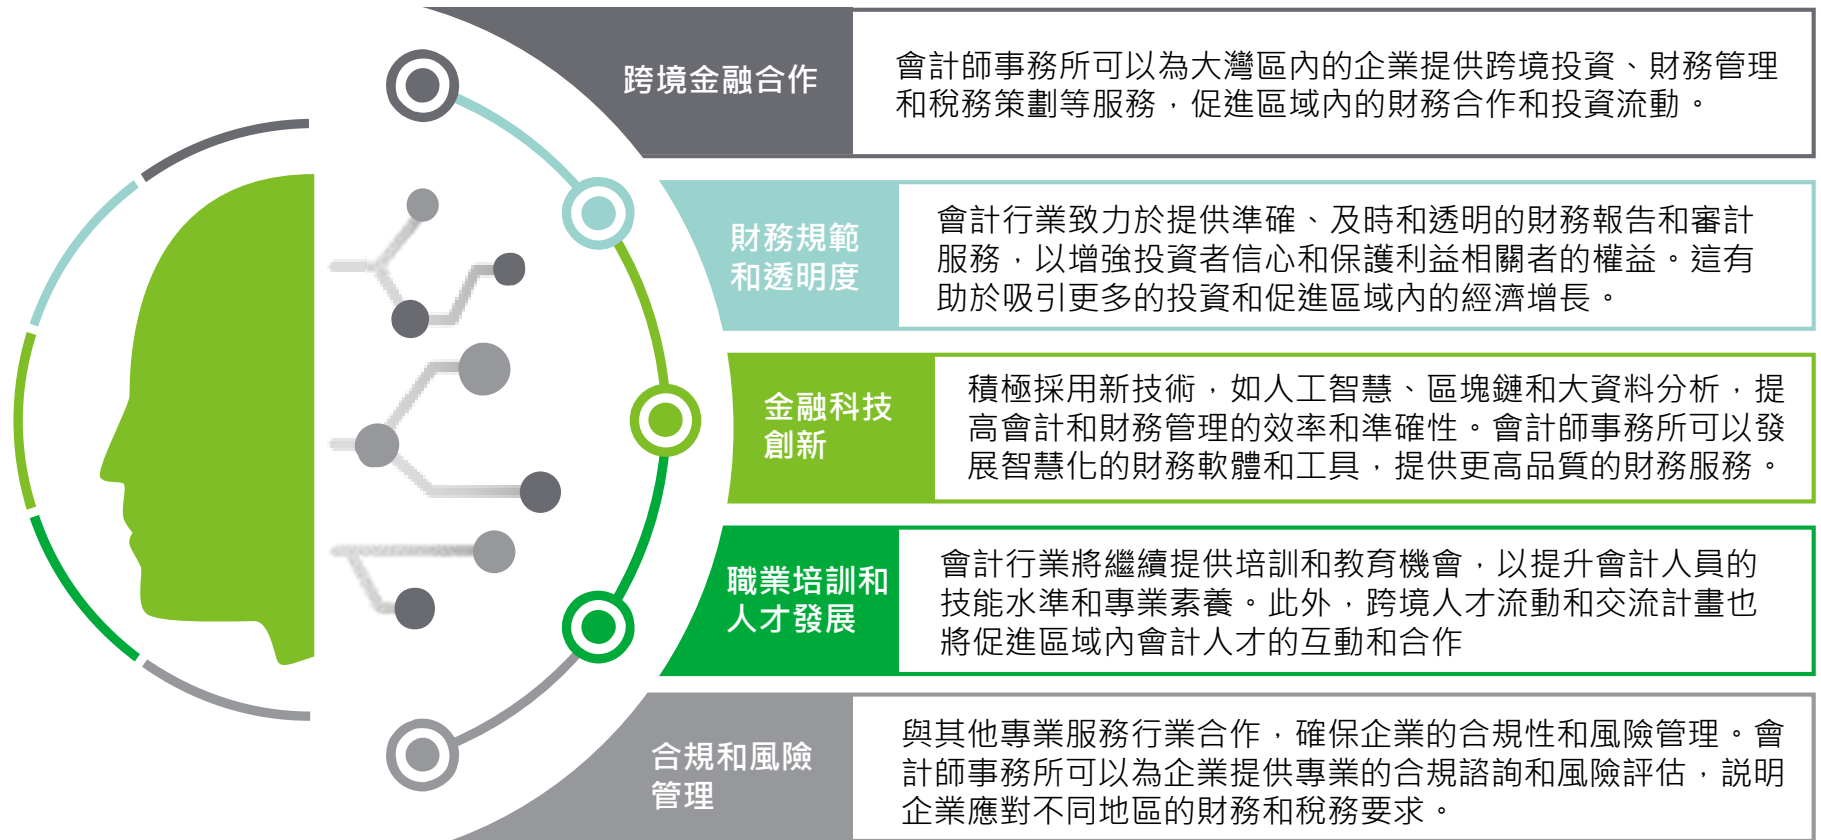 跨境金融合作
會計師事務所可以為大灣區內的企業提供跨境投資、財務管理
和稅務策劃等服務，促進區域內的財務合作和投資流動。
財務規範
和透明度
會計行業致力於提供準確、及時和透明的財務報告和審計
服務，以增強投資者信心和保護利益相關者的權益。這有
助於吸引更多的投資和促進區域內的經濟增長。
金融科技
創新
積極採用新技術，如人工智慧、區塊鏈和大資料分析，提
高會計和財務管理的效率和準確性。會計師事務所可以發
展智慧化的財務軟體和工具，提供更高品質的財務服務。
職業培訓和
人才發展
會計行業將繼續提供培訓和教育機會，以提升會計人員的
技能水準和專業素養。此外，跨境人才流動和交流計畫也
將促進區域內會計人才的互動和合作
合規和風險
管理
與其他專業服務行業合作，確保企業的合規性和風險管理。會
計師事務所可以為企業提供專業的合規諮詢和風險評估，説明
企業應對不同地區的財務和稅務要求。